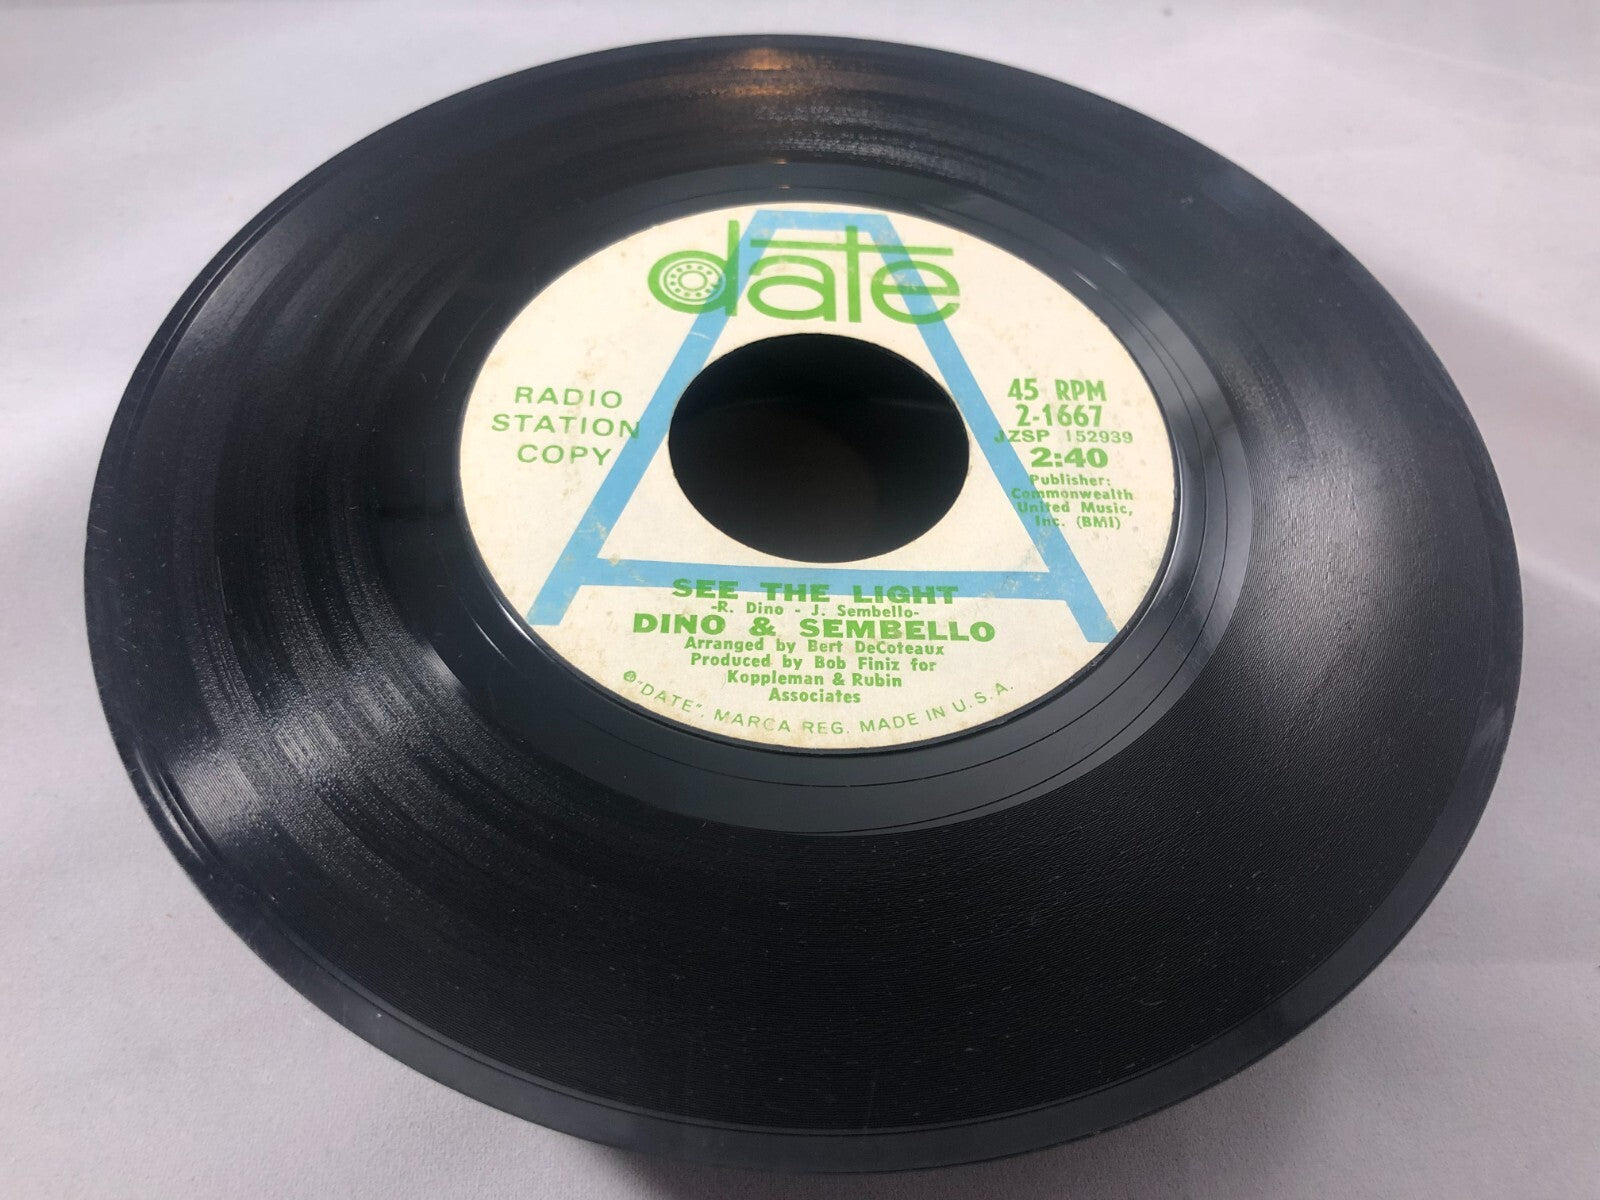 A
date
RADIO
STATION
COPY
45 RPM
2-1667
JZSP 152939
2:40
Publisher:
Commonwealth
United Music,
Inc. (BMI)
SEE THE LIGHT
-R. Dino - J. Sembello-
DINO & SEMBELLO
Arranged by Bert DeCoteaux
Produced by Bob Finiz for
Koppleman & Rubin
Associates
"DATE", MARCA REG. MADE IN U.S.A.